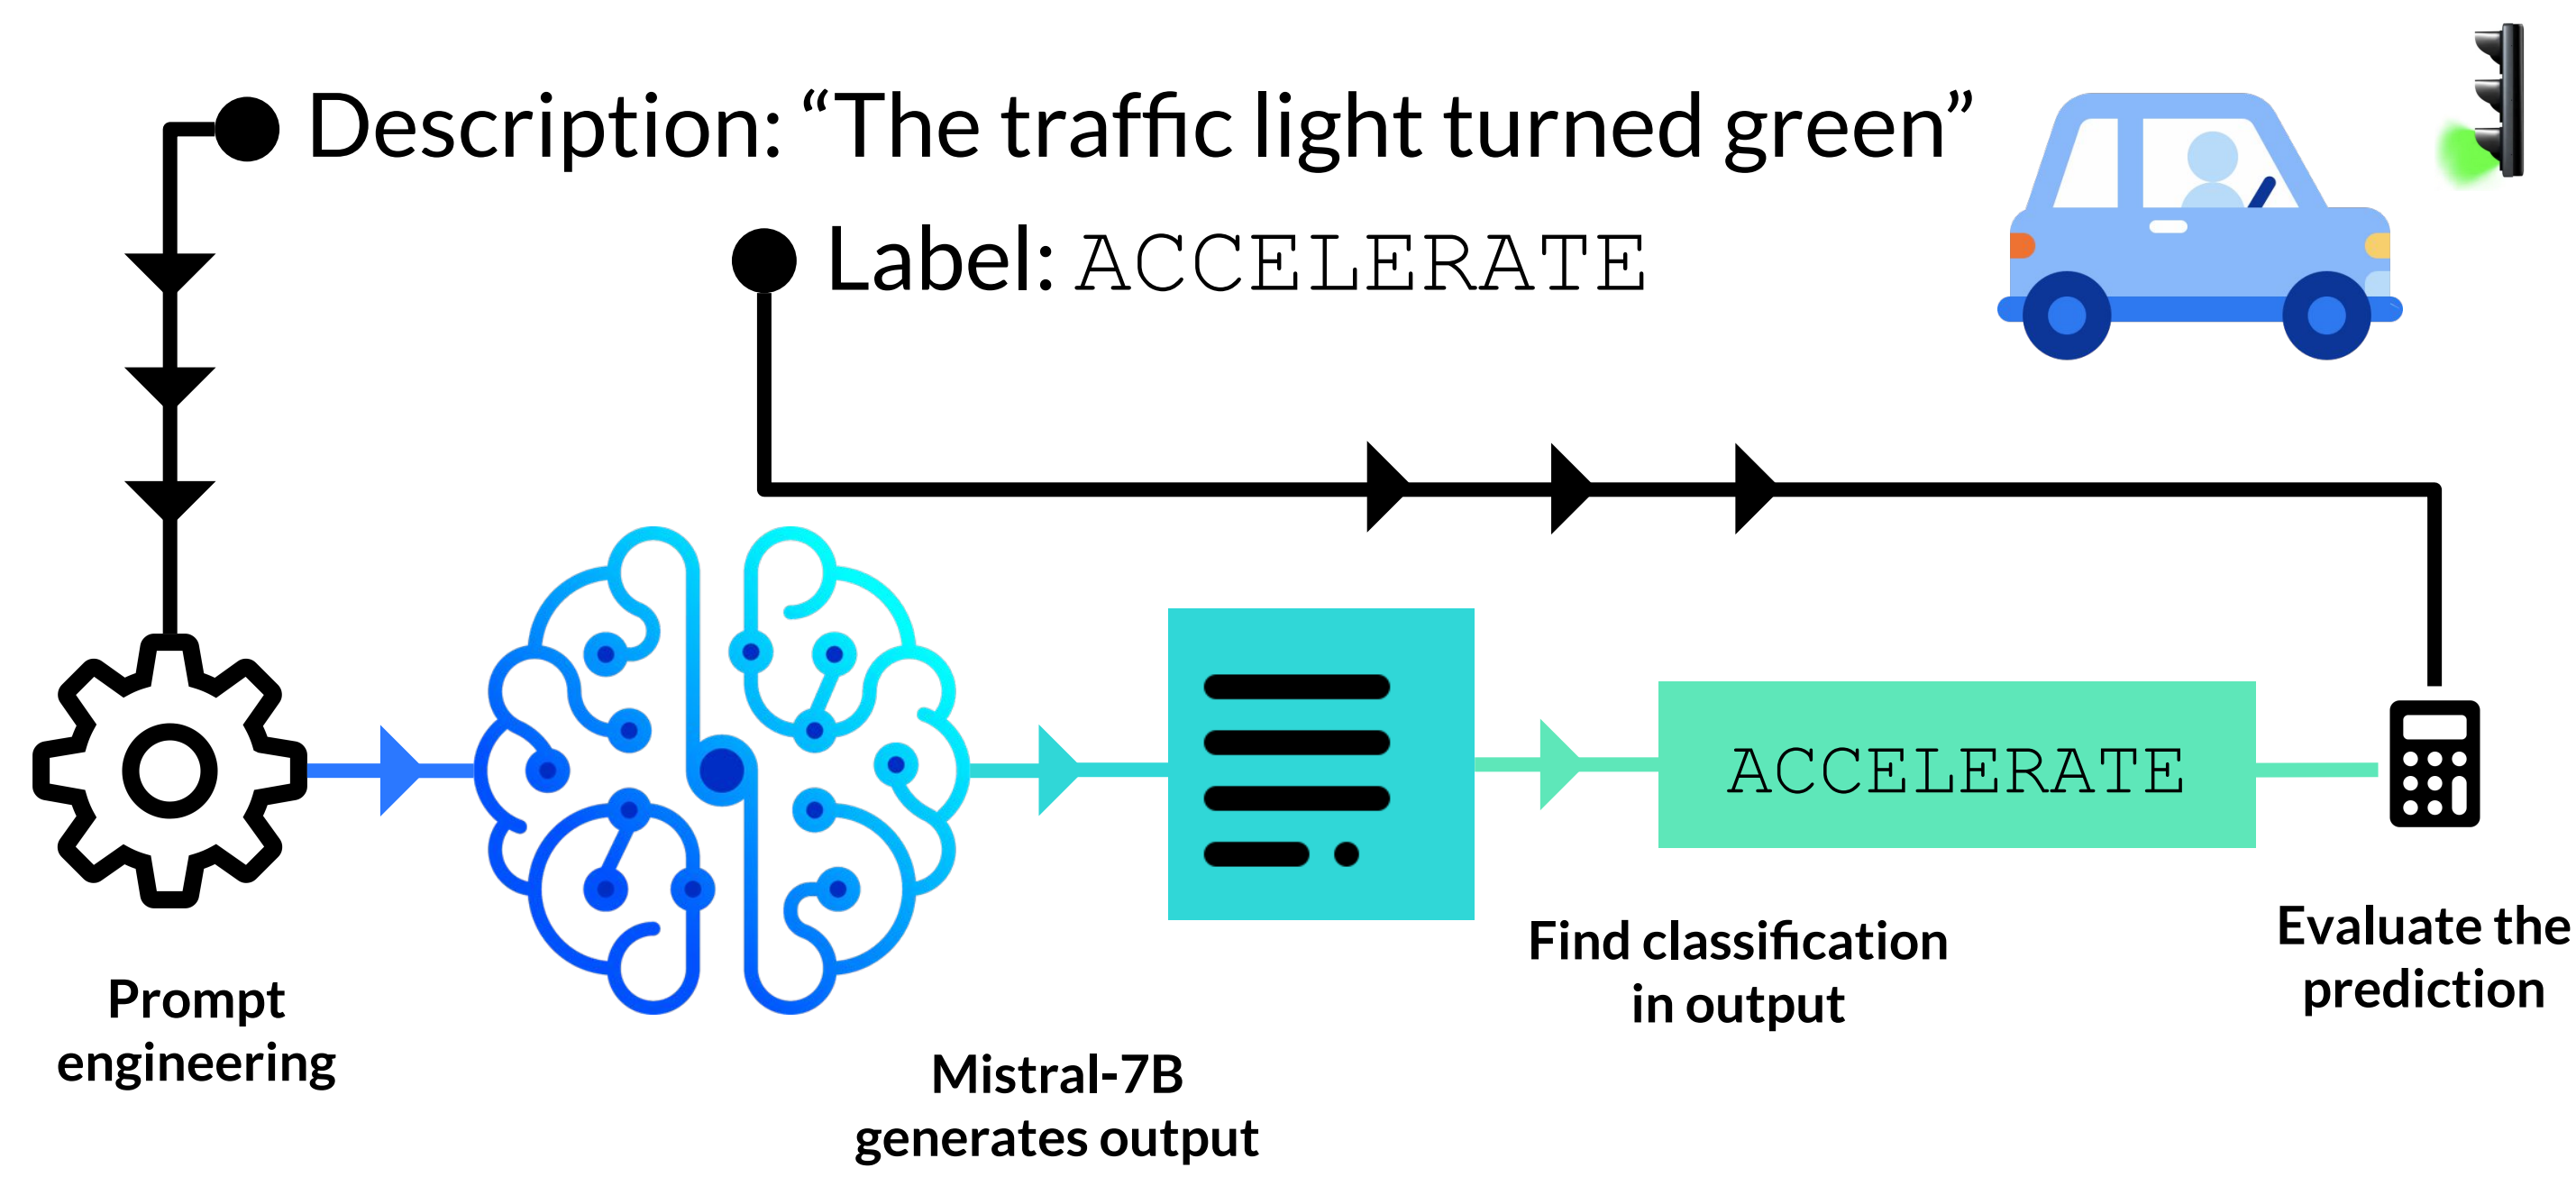 Description: “The traffic light turned green”
Label: ACCELERATE
ACCELERATE
Prompt
engineering
Mistral-7B
generates output
Find classification
in output
Evaluate the
prediction